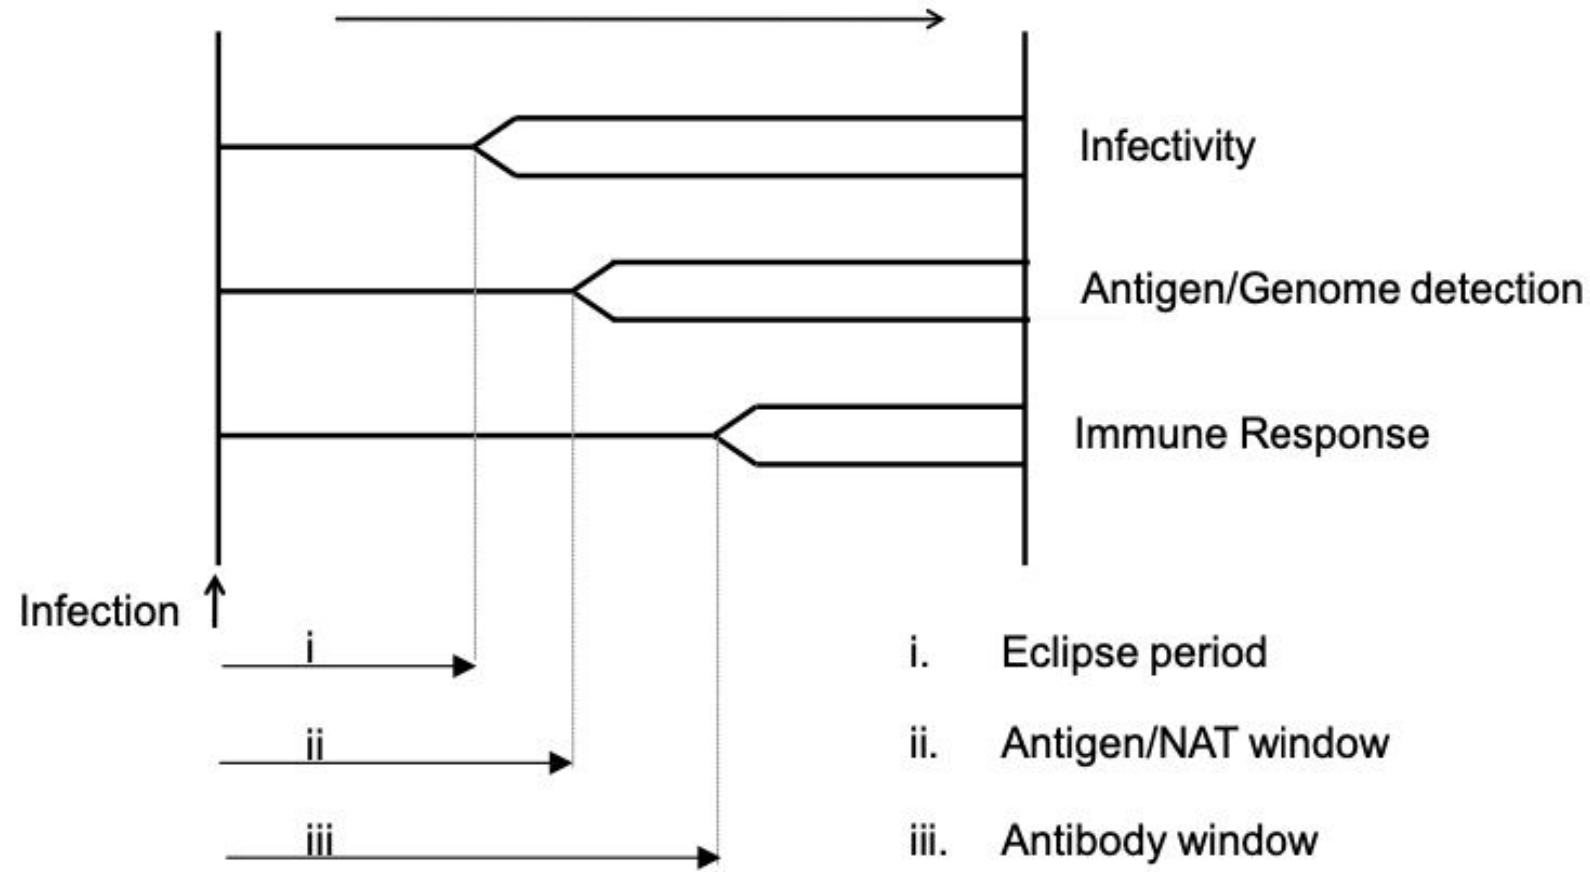 Infectivity
Antigen/Genome detection
Immune Response
Infection
i
ii
iii
i. Eclipse period
ii. Antigen/NAT window
iii. Antibody window